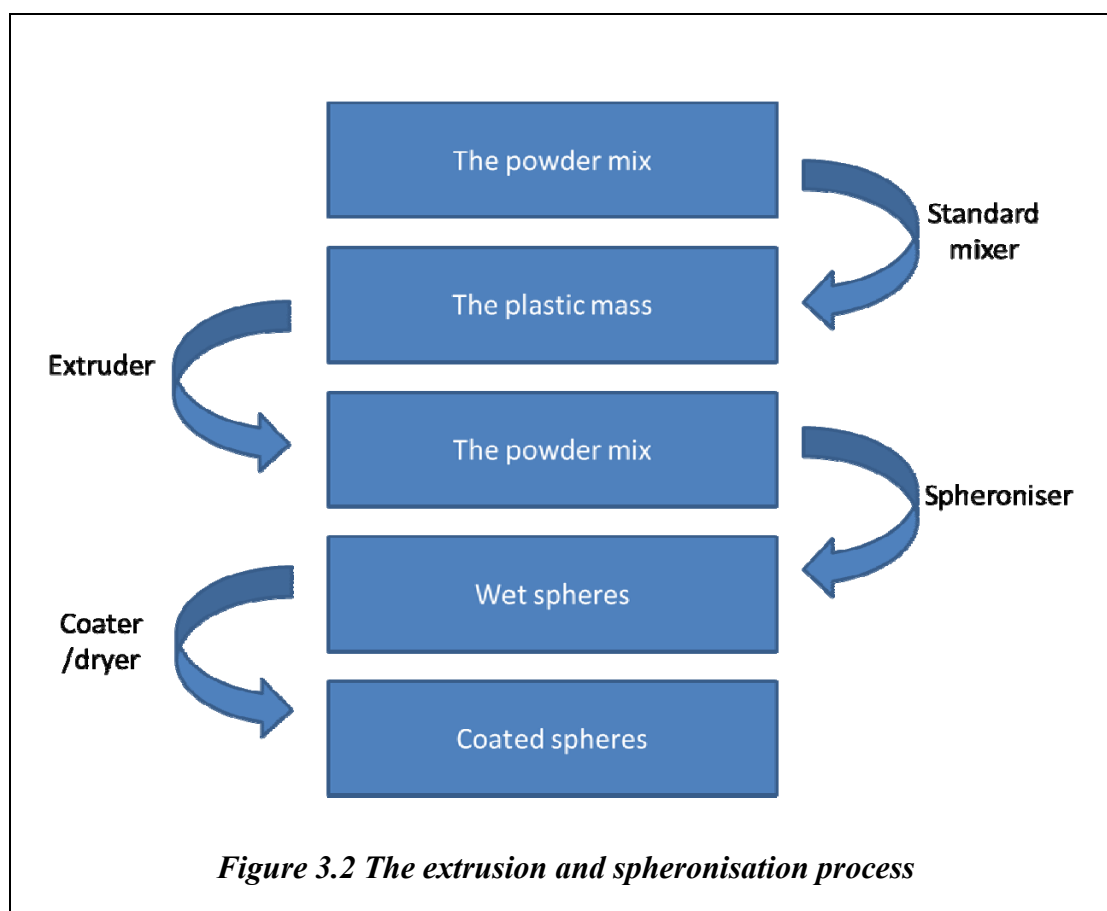 The powder mix
Standard
mixer
The plastic mass
Extruder
The powder mix
Spheroniser
Wet spheres
Coater
/dryer
Coated spheres
Figure 3.2 The extrusion and spheronisation process